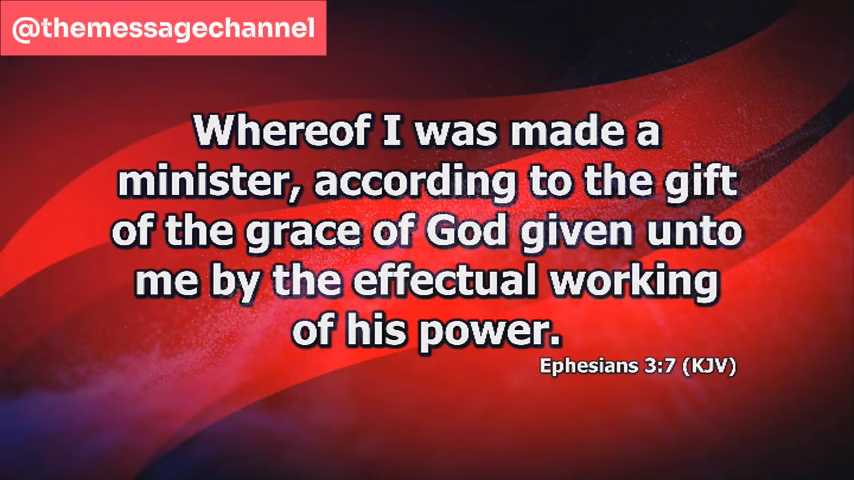 @themessagechannel
Whereof I was made a
minister, according to the gift
of the grace of God given unto
me by the effectual working
of his power.
Ephesians 3:7 (KJV)